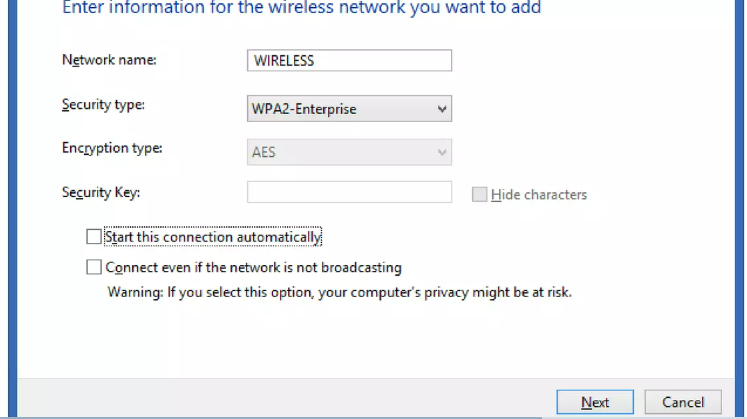 Enter information for the wireless network you want to add
Network name: WIRELESS
Security type: WPA2-Enterprise
Encryption type: AES
Security Key:
Hide characters
Start this connection automatically
Connect even if the network is not broadcasting
Warning: If you select this option, your computer's privacy might be at risk.
Next Cancel